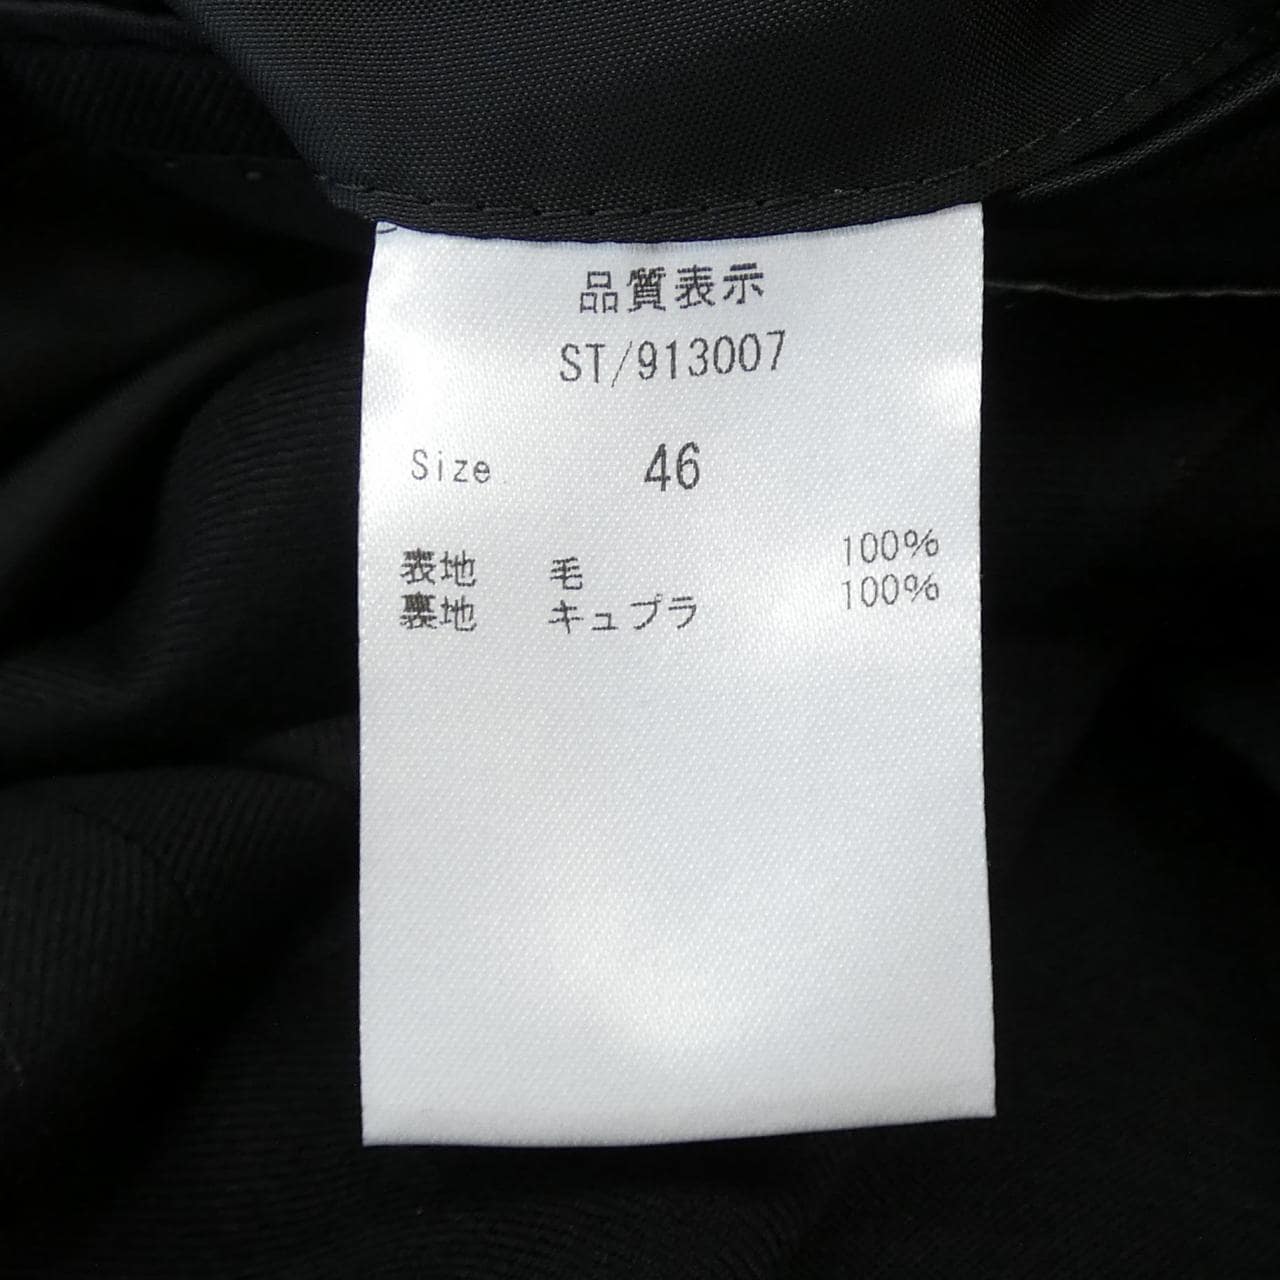 品質表示
ST/913007
Size 46
表地 毛 100%
裏地 キュプラ 100%